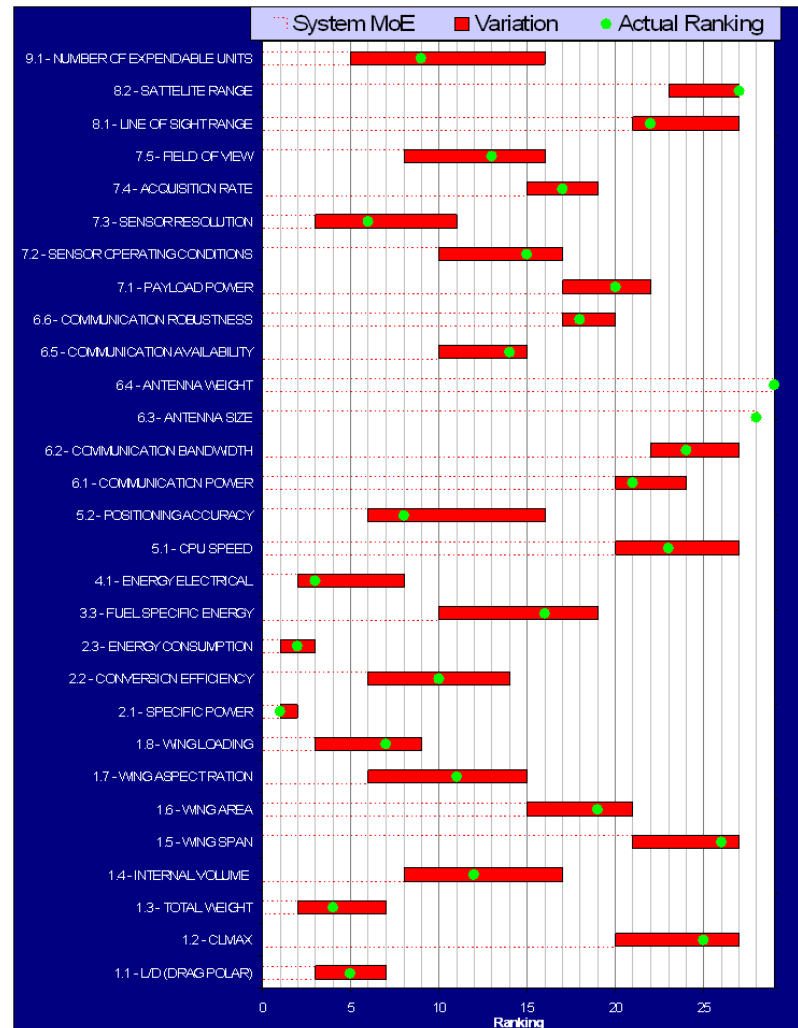 System MoE Variation Actual Ranking
9.1 - NUMBER OF EXPENDABLE UNITS
8.2 - SATTELITE RANGE
8.1 - LINE OF SIGHT RANGE
7.5 - FIELD OF VIEW
7.4 - ACQUISITION RATE
7.3 - SENSOR RESOLUTION
7.2 - SENSOR OPERATING CONDITIONS
7.1 - PAYLOAD POWER
6.6 - COMMUNICATION ROBUSTNESS
6.5 - COMMUNICATION AVAILABILITY
6.4 - ANTENNA WEIGHT
6.3 - ANTENNA SIZE
6.2 - COMMUNICATION BANDWIDTH
6.1 - COMMUNICATION POWER
5.2 - POSITIONING ACCURACY
5.1 - CPU SPEED
4.1 - ENERGY ELECTRICAL
3.3 - FUEL SPECIFIC ENERGY
2.3 - ENERGY CONSUMPTION
2.2 - CONVERSION EFFICIENCY
2.1 - SPECIFIC POWER
1.8 - WING LOADING
1.7 - WING ASPECT RATION
1.6 - WING AREA
1.5 - WING SPAN
1.4 - INTERNAL VOLUME
1.3 - TOTAL WEIGHT
1.2 - CLMAX
1.1 - L/D (DRAG POLAR)
0 5 10 15 20 25
Ranking